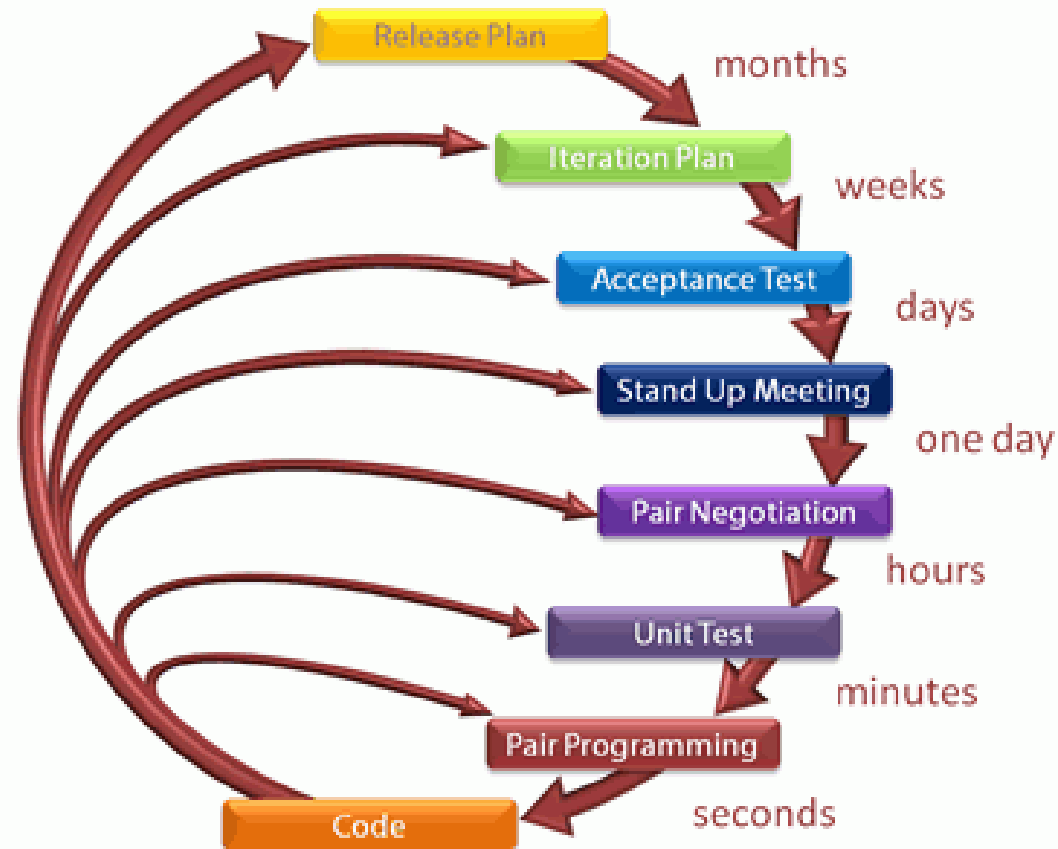 Release Plan
months
Iteration Plan
weeks
Acceptance Test
days
Stand Up Meeting
one day
Pair Negotiation
hours
Unit Test
minutes
Pair Programming
seconds
Code